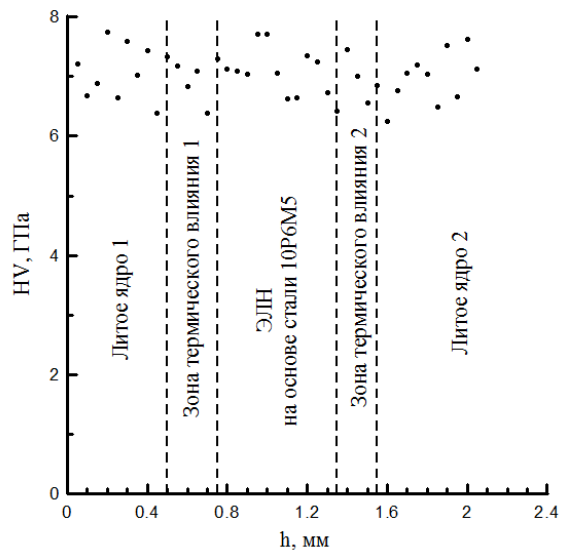 HV, ГПа
8
6
4
2
0
Литое ядро 1
Зона термического влияния 1
ЭЛН
на основе стали 10Р6М5
Зона термического влияния 2
Литое ядро 2
0 0.4 0.8 1.2 1.6 2 2.4
h, мм